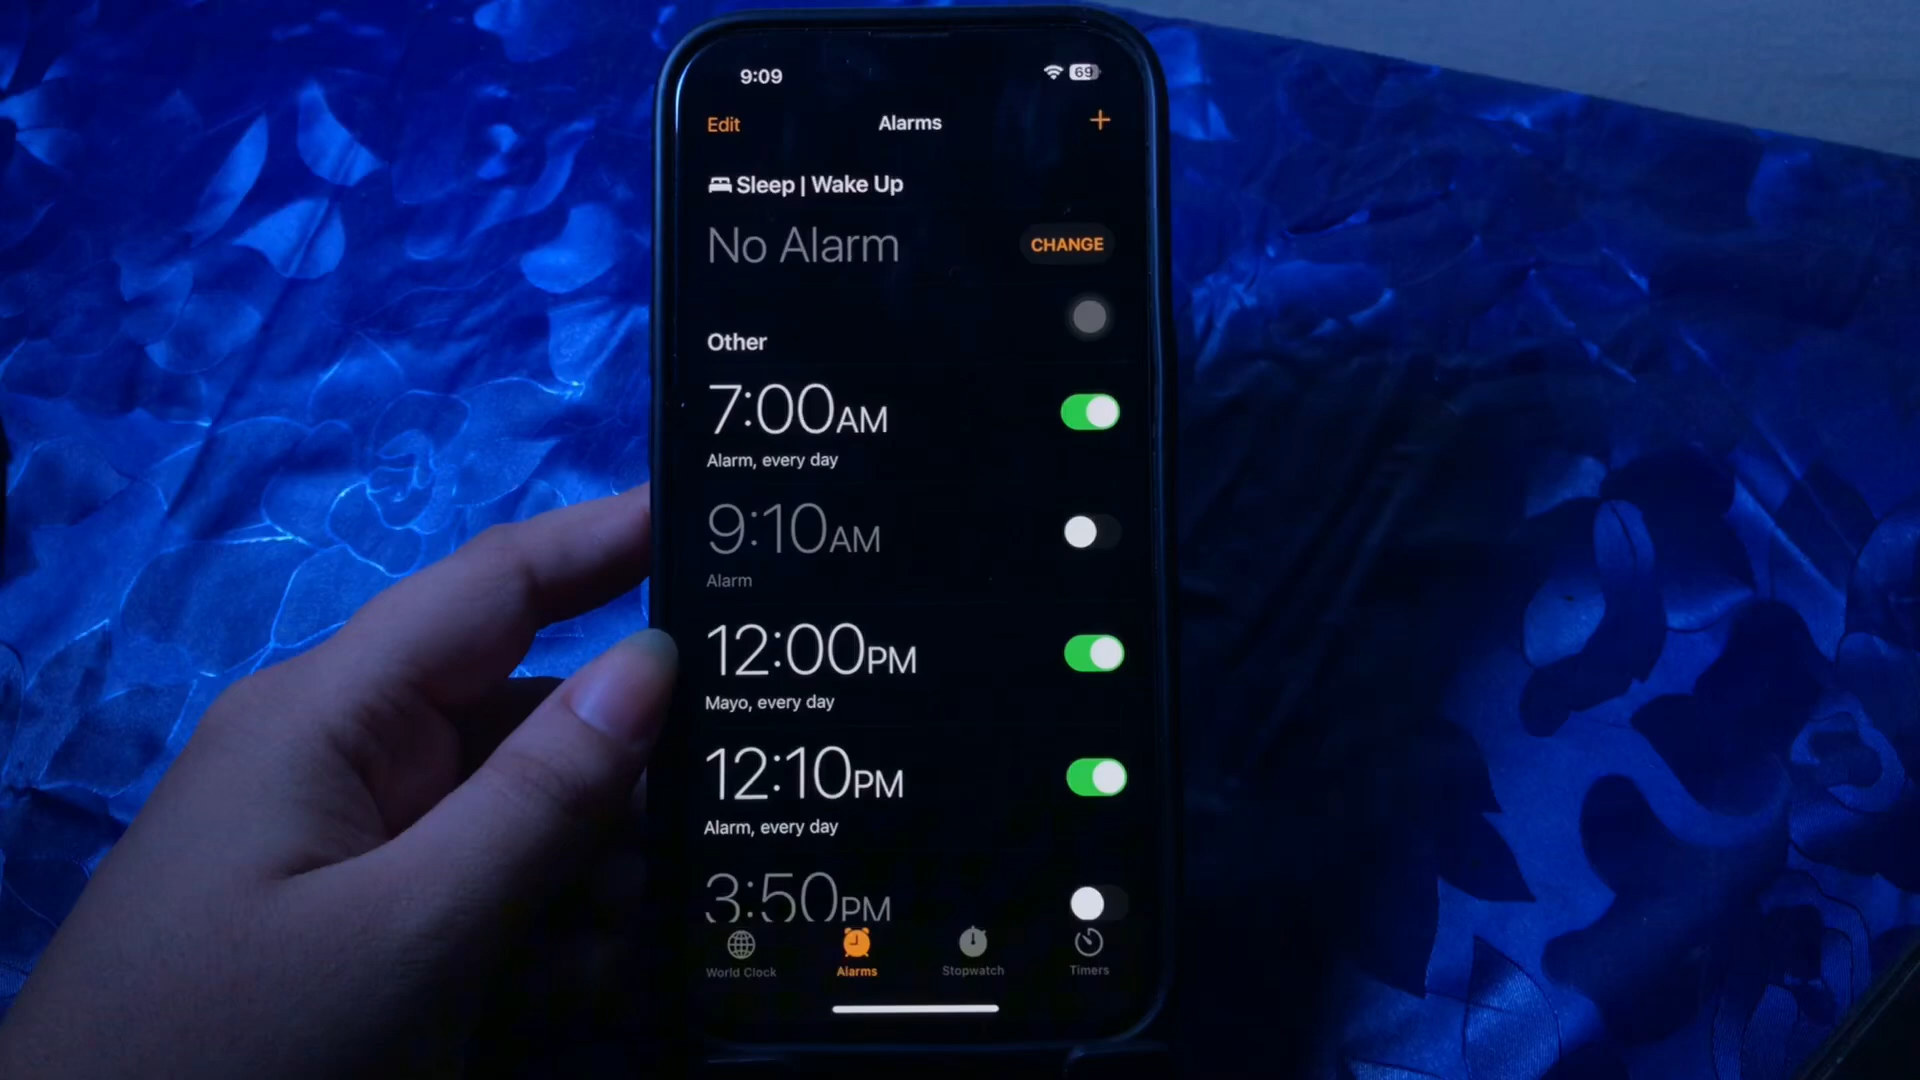 9:09
69
Edit
Alarms
+
Sleep | Wake Up
No Alarm
CHANGE
Other
7:00AM
Alarm, every day
9:10AM
Alarm
12:00PM
Mayo, every day
12:10PM
Alarm, every day
3:50PM
World Clock
Alarms
Stopwatch
Timers